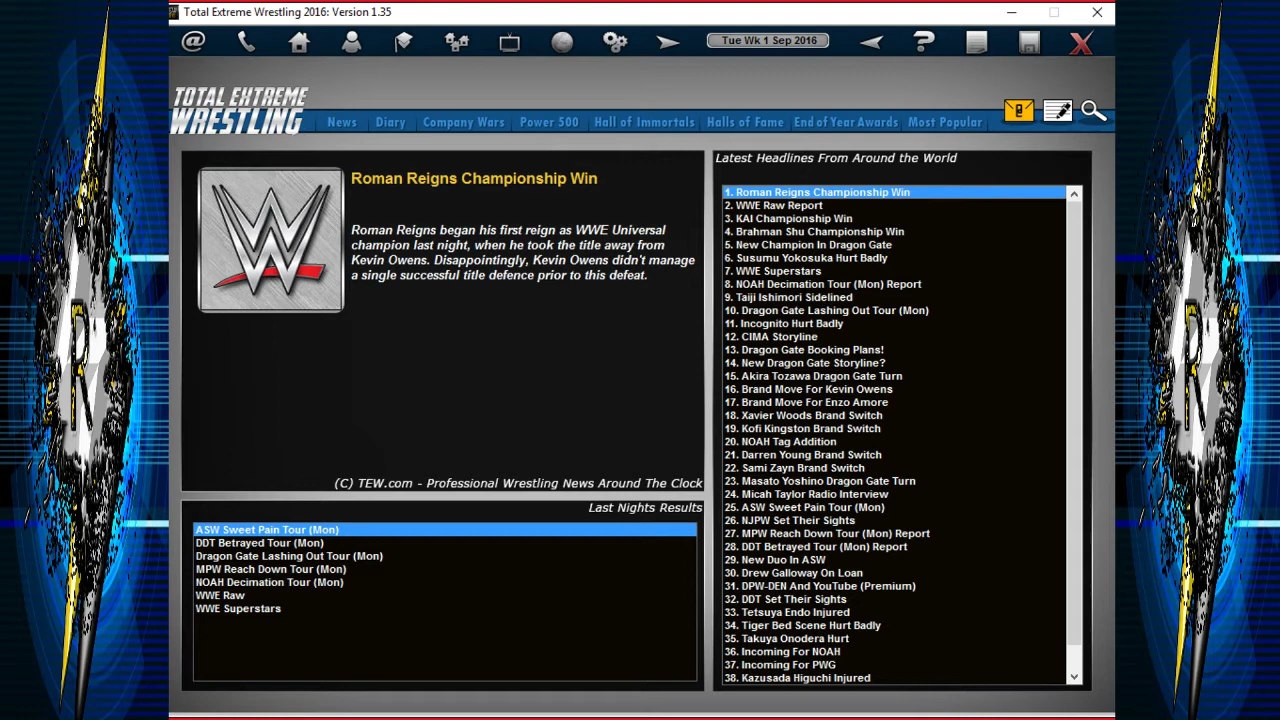 Total Extreme Wrestling 2016: Version 1.35
Tue Wk 1 Sep 2016
TOTAL EXTREME
WRESTLING
News
Diary
Company Wars
Power 500
Hall of Immortals
Halls of Fame
End of Year Awards
Most Popular
Roman Reigns Championship Win
Roman Reigns began his first reign as WWE Universal
champion last night, when he took the title away from
Kevin Owens. Disappointingly, Kevin Owens didn't manage
a single successful title defence prior to this defeat.
(C) TEW.com - Professional Wrestling News Around The Clock
Last Nights Results
ASW Sweet Pain Tour (Mon)
DDT Betrayed Tour (Mon)
Dragon Gate Lashing Out Tour (Mon)
MPW Reach Down Tour (Mon)
NOAH Decimation Tour (Mon)
WWE Raw
WWE Superstars
Latest Headlines From Around the World
1. Roman Reigns Championship Win
2. WWE Raw Report
3. KAI Championship Win
4. Brahman Shu Championship Win
5. New Champion In Dragon Gate
6. Susumu Yokosuka Hurt Badly
7. WWE Superstars
8. NOAH Decimation Tour (Mon) Report
9. Taiji Ishimori Sidelined
10. Dragon Gate Lashing Out Tour (Mon)
11. Incognito Hurt Badly
12. CIMA Storyline
13. Dragon Gate Booking Plans!
14. New Dragon Gate Storyline?
15. Akira Tozawa Dragon Gate Turn
16. Brand Move For Kevin Owens
17. Brand Move For Enzo Amore
18. Xavier Woods Brand Switch
19. Kofi Kingston Brand Switch
20. NOAH Tag Addition
21. Darren Young Brand Switch
22. Sami Zayn Brand Switch
23. Masato Yoshino Dragon Gate Turn
24. Micah Taylor Radio Interview
25. ASW Sweet Pain Tour (Mon)
26. NJPW Set Their Sights
27. MPW Reach Down Tour (Mon) Report
28. DDT Betrayed Tour (Mon) Report
29. New Duo In ASW
30. Drew Galloway On Loan
31. DPW-DEN And YouTube (Premium)
32. DDT Set Their Sights
33. Tetsuya Endo Injured
34. Tiger Bed Scene Hurt Badly
35. Takuya Onodera Hurt
36. Incoming For NOAH
37. Incoming For PWG
38. Kazusada Higuchi Injured